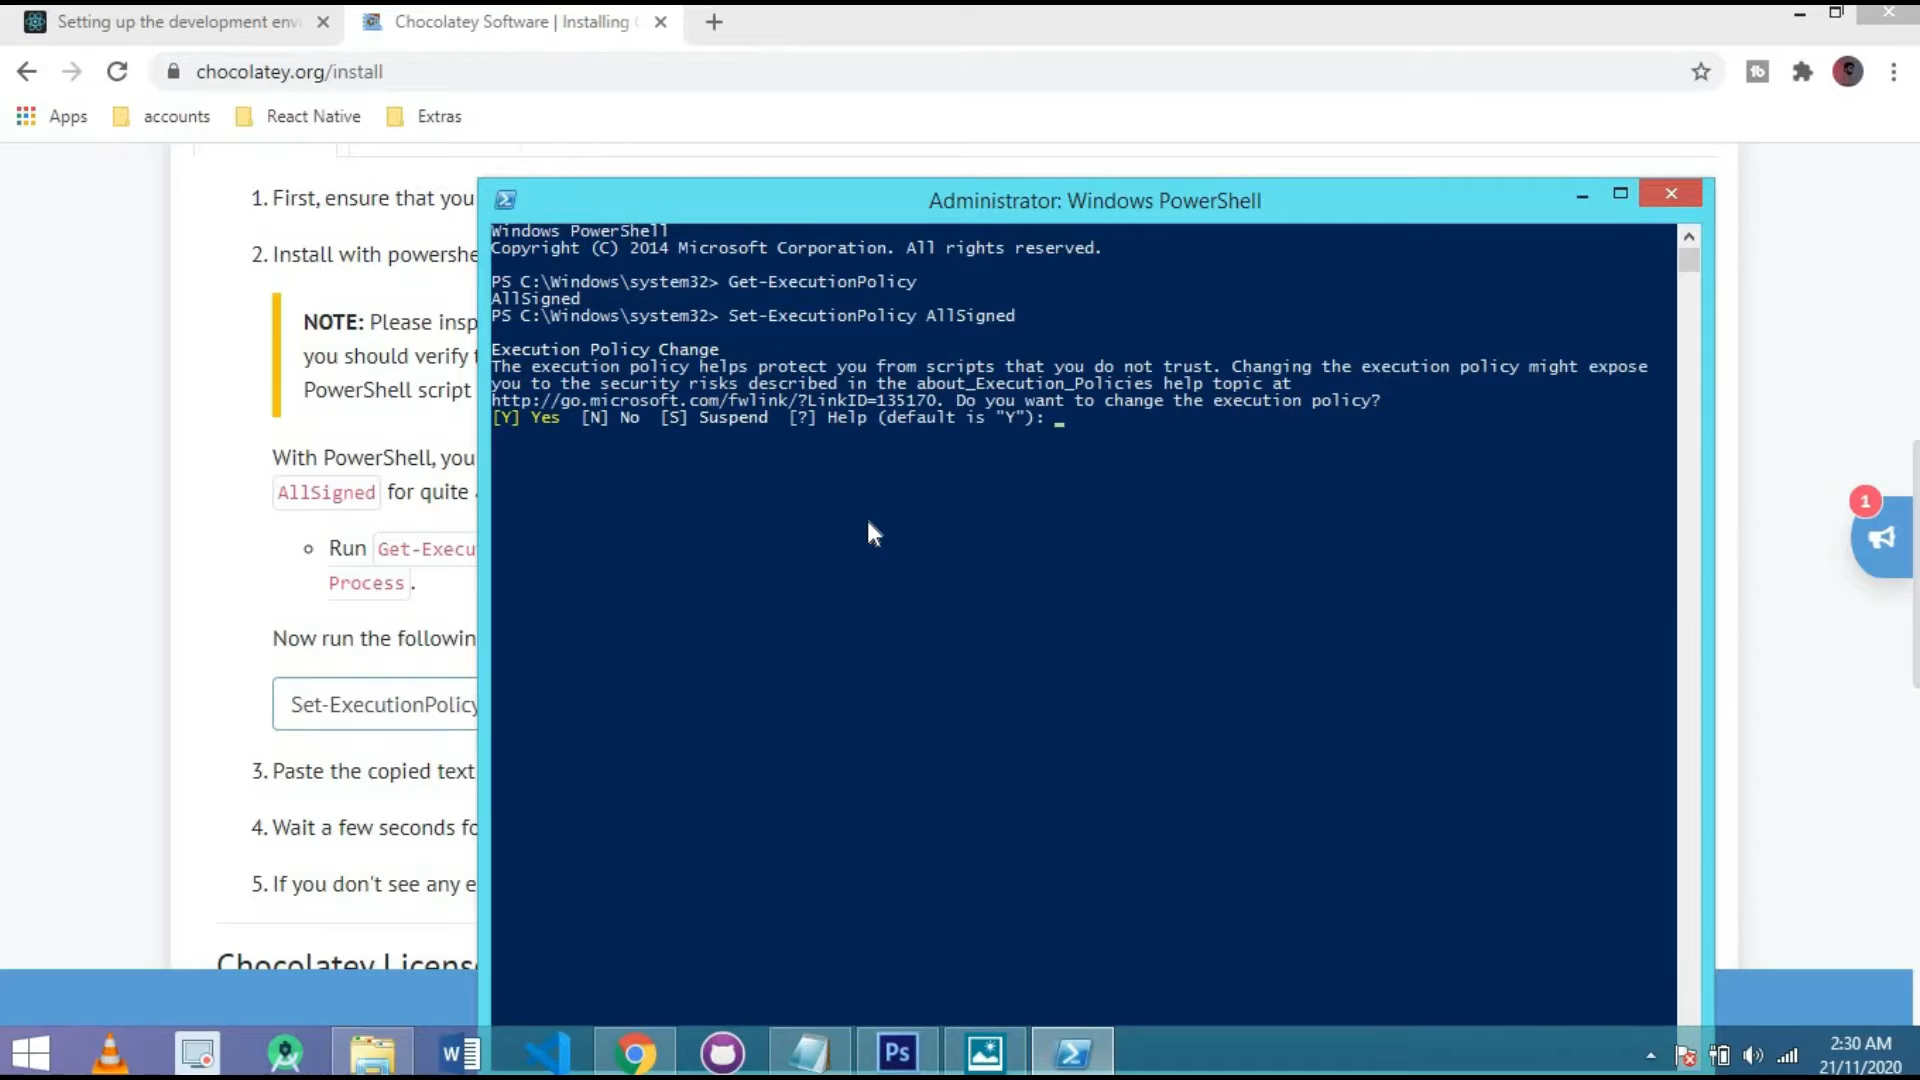 Setting up the development env
Chocolatey Software | Installing
chocolatey.org/install
Apps
accounts
React Native
Extras
1. First, ensure that you
2. Install with powershe
NOTE: Please insp
you should verify
PowerShell script
With PowerShell, you
AllSigned for quite
Run Get-Execu
Process.
Now run the followin
Set-ExecutionPolicy
3. Paste the copied text
4. Wait a few seconds fo
5. If you don't see any e
Chocolatey Licens
Administrator: Windows PowerShell
Windows PowerShell
Copyright (C) 2014 Microsoft Corporation. All rights reserved.
PS C:\Windows\system32> Get-ExecutionPolicy
AllSigned
PS C:\Windows\system32> Set-ExecutionPolicy AllSigned
Execution Policy Change
The execution policy helps protect you from scripts that you do not trust. Changing the execution policy might expose
you to the security risks described in the about_Execution_Policies help topic at
http://go.microsoft.com/fwlink/?LinkID=135170. Do you want to change the execution policy?
[Y] Yes [N] No [S] Suspend [?] Help (default is "Y"):
1
W
Ps
2:30 AM
21/11/2020